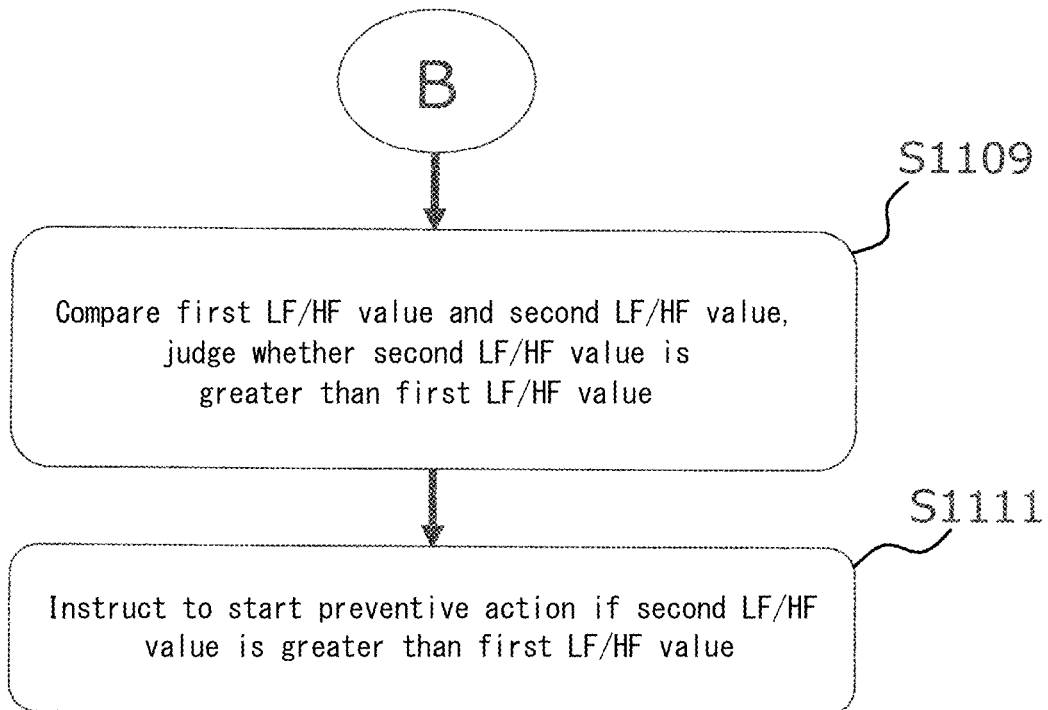 B
S1109
Compare first LF/HF value and second LF/HF value,
judge whether second LF/HF value is
greater than first LF/HF value
S1111
Instruct to start preventive action if second LF/HF
value is greater than first LF/HF value